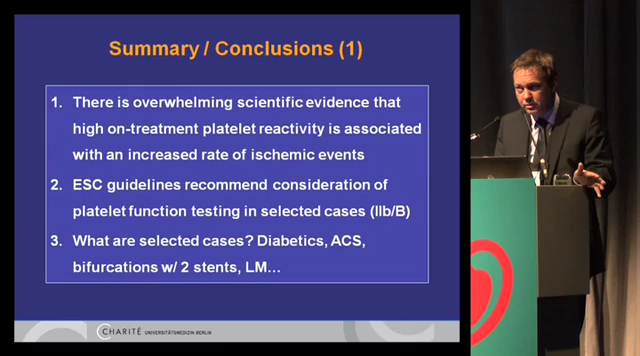 Summary / Conclusions (1)
1. There is overwhelming scientific evidence that
high on-treatment platelet reactivity is associated
with an increased rate of ischemic events
2. ESC guidelines recommend consideration of
platelet function testing in selected cases (IIb/B)
3. What are selected cases? Diabetics, ACS,
bifurcations w/ 2 stents, LM…
CHARITÉ UNIVERSITÄTSMEDIZIN BERLIN